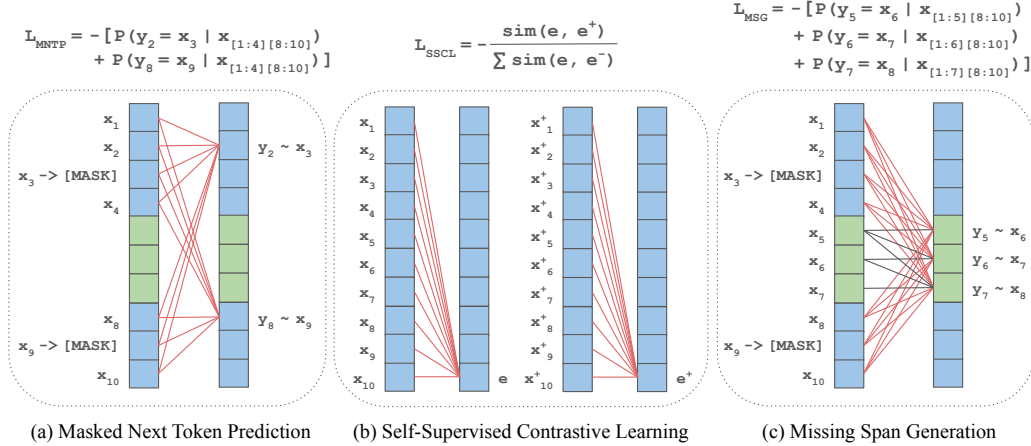 L_MNTP = -[P(y_2 = x_3 | x_[1:4][8:10])
+ P(y_8 = x_9 | x_[1:4][8:10])]
x_1
x_2
x_3 -> [MASK]
x_4
x_8
x_9 -> [MASK]
x_10
y_2 ~ x_3
y_8 ~ x_9
(a) Masked Next Token Prediction
L_SSCL = - sim(e, e^+)
∑ sim(e, e^-)
x_1
x_2
x_3
x_4
x_5
x_6
x_7
x_8
x_9
x_10
e
x^+_1
x^+_2
x^+_3
x^+_4
x^+_5
x^+_6
x^+_7
x^+_8
x^+_9
x^+_10
e^+
(b) Self-Supervised Contrastive Learning
L_MSG = -[P(y_5 = x_6 | x_[1:5][8:10])
+ P(y_6 = x_7 | x_[1:6][8:10])
+ P(y_7 = x_8 | x_[1:7][8:10])]
x_1
x_2
x_3 -> [MASK]
x_4
x_5
x_6
x_7
x_8
x_9 -> [MASK]
x_10
y_5 ~ x_6
y_6 ~ x_7
y_7 ~ x_8
(c) Missing Span Generation